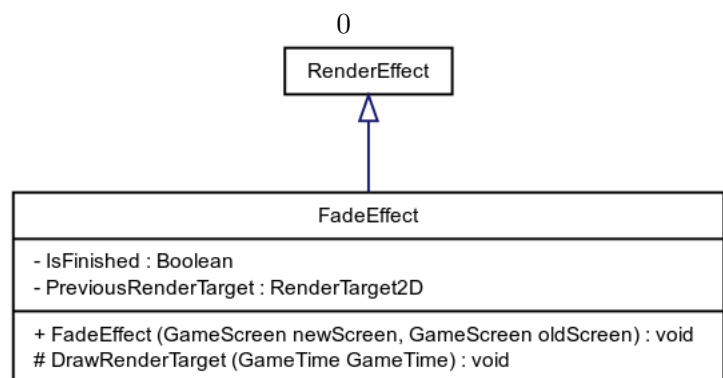 0
RenderEffect
FadeEffect
- IsFinished : Boolean
- PreviousRenderTarget : RenderTarget2D
+ FadeEffect (GameScreen newScreen, GameScreen oldScreen) : void
# DrawRenderTarget (GameTime GameTime) : void